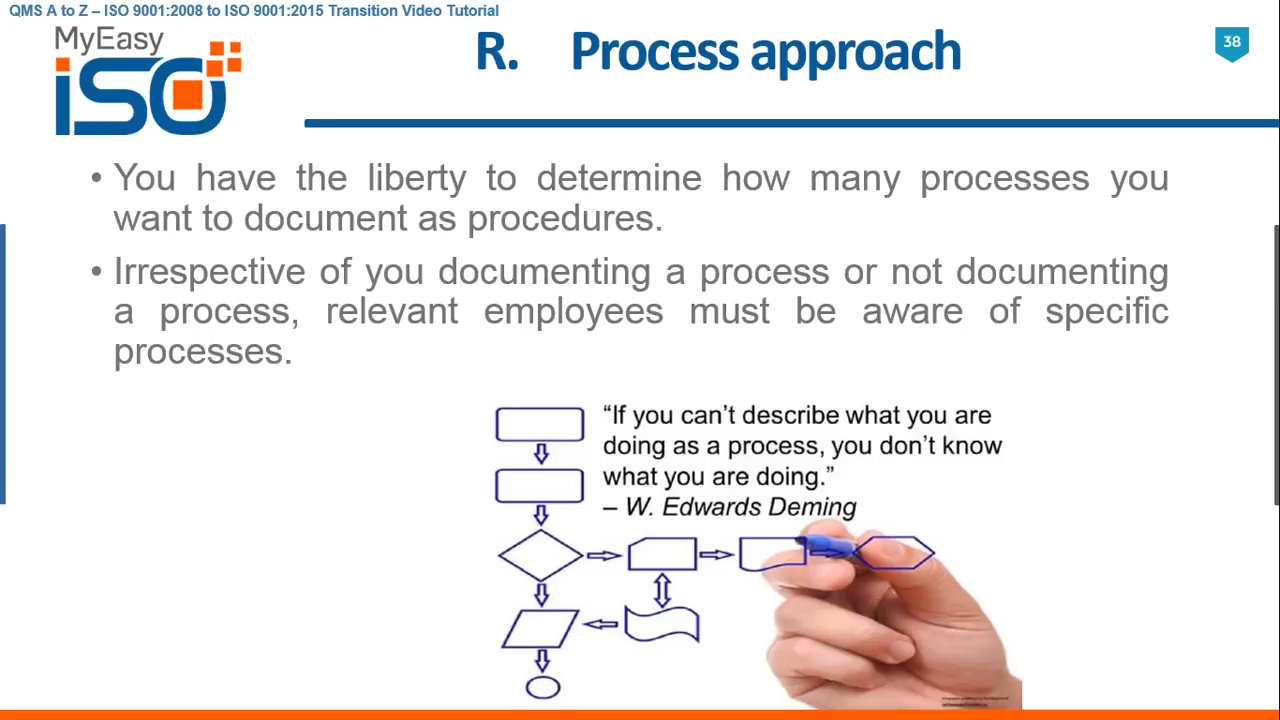 QMS A to Z – ISO 9001:2008 to ISO 9001:2015 Transition Video Tutorial
MyEasy
iSO
R. Process approach
38
• You have the liberty to determine how many processes you
want to document as procedures.
• Irrespective of you documenting a process or not documenting
a process, relevant employees must be aware of specific
processes.
“If you can’t describe what you are
doing as a process, you don’t know
what you are doing.”
– W. Edwards Deming